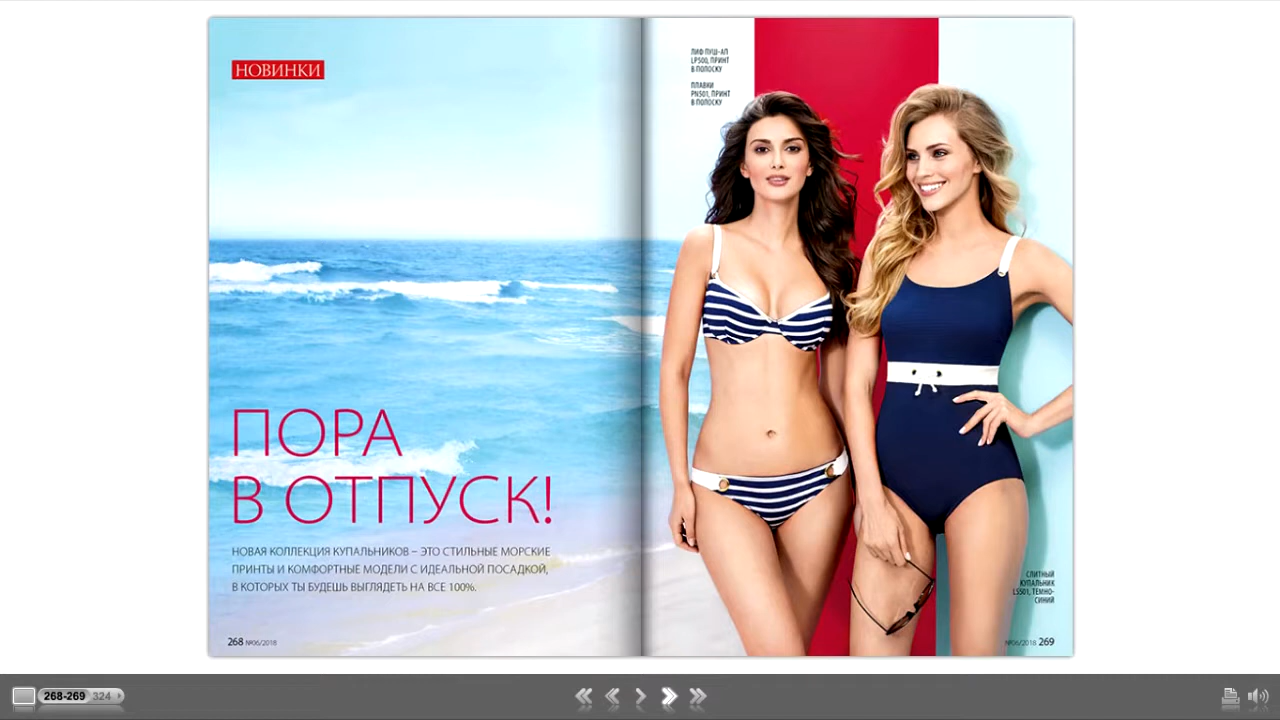 НОВИНКИ
ПОРА
В ОТПУСК!
НОВАЯ КОЛЛЕКЦИЯ КУПАЛЬНИКОВ – ЭТО СТИЛЬНЫЕ МОРСКИЕ
ПРИНТЫ И КОМФОРТНЫЕ МОДЕЛИ С ИДЕАЛЬНОЙ ПОСАДКОЙ,
В КОТОРЫХ ТЫ БУДЕШЬ ВЫГЛЯДЕТЬ НА ВСЕ 100%.
268 №06/2018
ЛИФ ПУШ-АП
LP500, ПРИНТ
В ПОЛОСКУ
ПЛАВКИ
PN501, ПРИНТ
В ПОЛОСКУ
СЛИТНЫЙ
КУПАЛЬНИК
LS501, ТЕМНО-
СИНИЙ
№06/2018 269
268-269 324